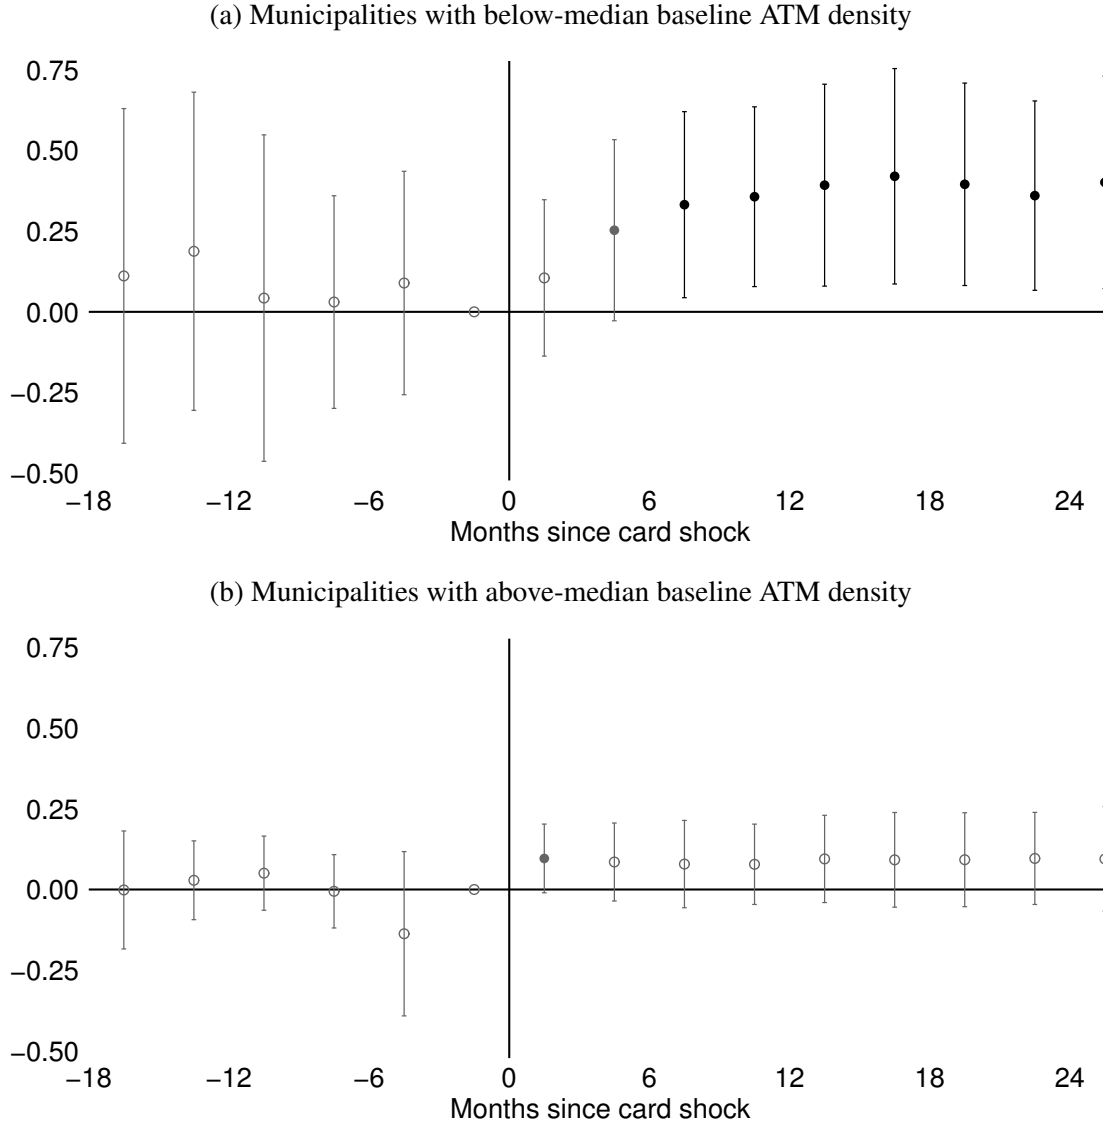 (a) Municipalities with below-median baseline ATM density
0.75
0.50
0.25
0.00
−0.25
−0.50
−18 −12 −6 0 6 12 18 24
Months since card shock
(b) Municipalities with above-median baseline ATM density
0.75
0.50
0.25
0.00
−0.25
−0.50
−18 −12 −6 0 6 12 18 24
Months since card shock